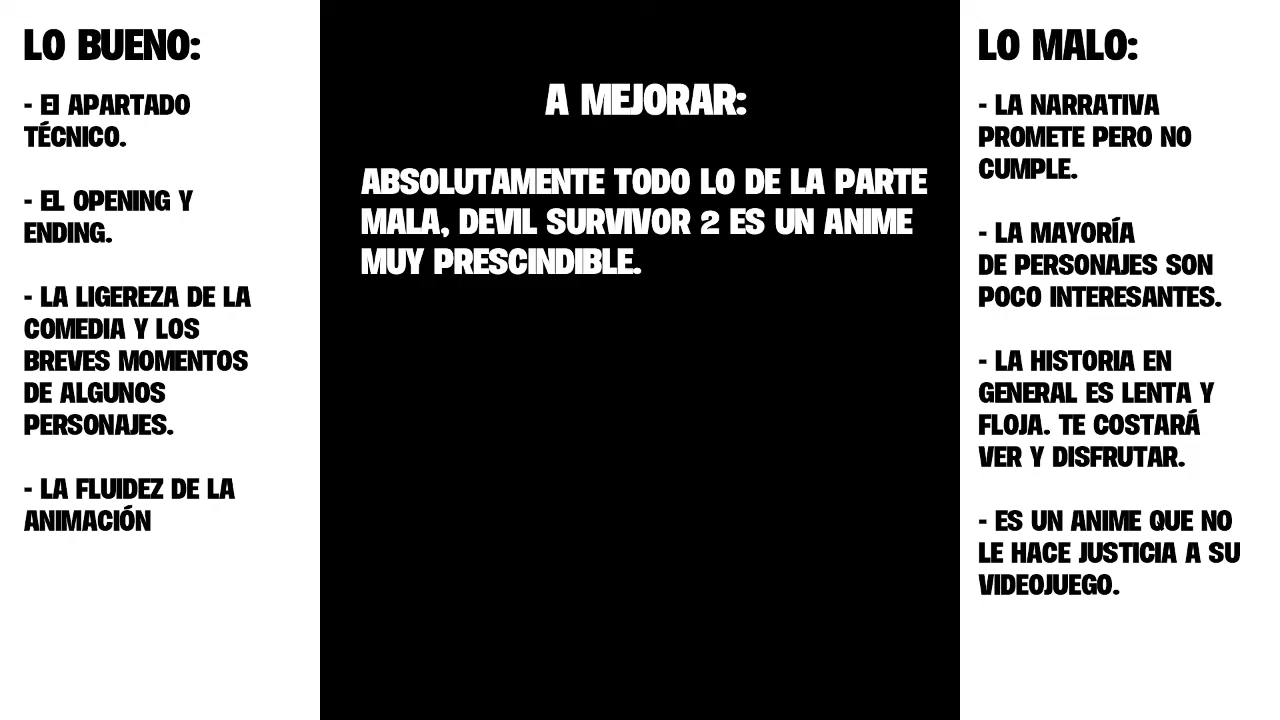 LO BUENO:
- El APARTADO
TÉCNICO.
- EL OPENING Y
ENDING.
- LA LIGEREZA DE LA
COMEDIA Y LOS
BREVES MOMENTOS
DE ALGUNOS
PERSONAJES.
- LA FLUIDEZ DE LA
ANIMACIÓN
A MEJORAR:
ABSOLUTAMENTE TODO LO DE LA PARTE
MALA, DEVIL SURVIVOR 2 ES UN ANIME
MUY PRESCINDIBLE.
LO MALO:
- LA NARRATIVA
PROMETE PERO NO
CUMPLE.
- LA MAYORÍA
DE PERSONAJES SON
POCO INTERESANTES.
- LA HISTORIA EN
GENERAL ES LENTA Y
FLOJA. TE COSTARÁ
VER Y DISFRUTAR.
- ES UN ANIME QUE NO
LE HACE JUSTICIA A SU
VIDEOJUEGO.